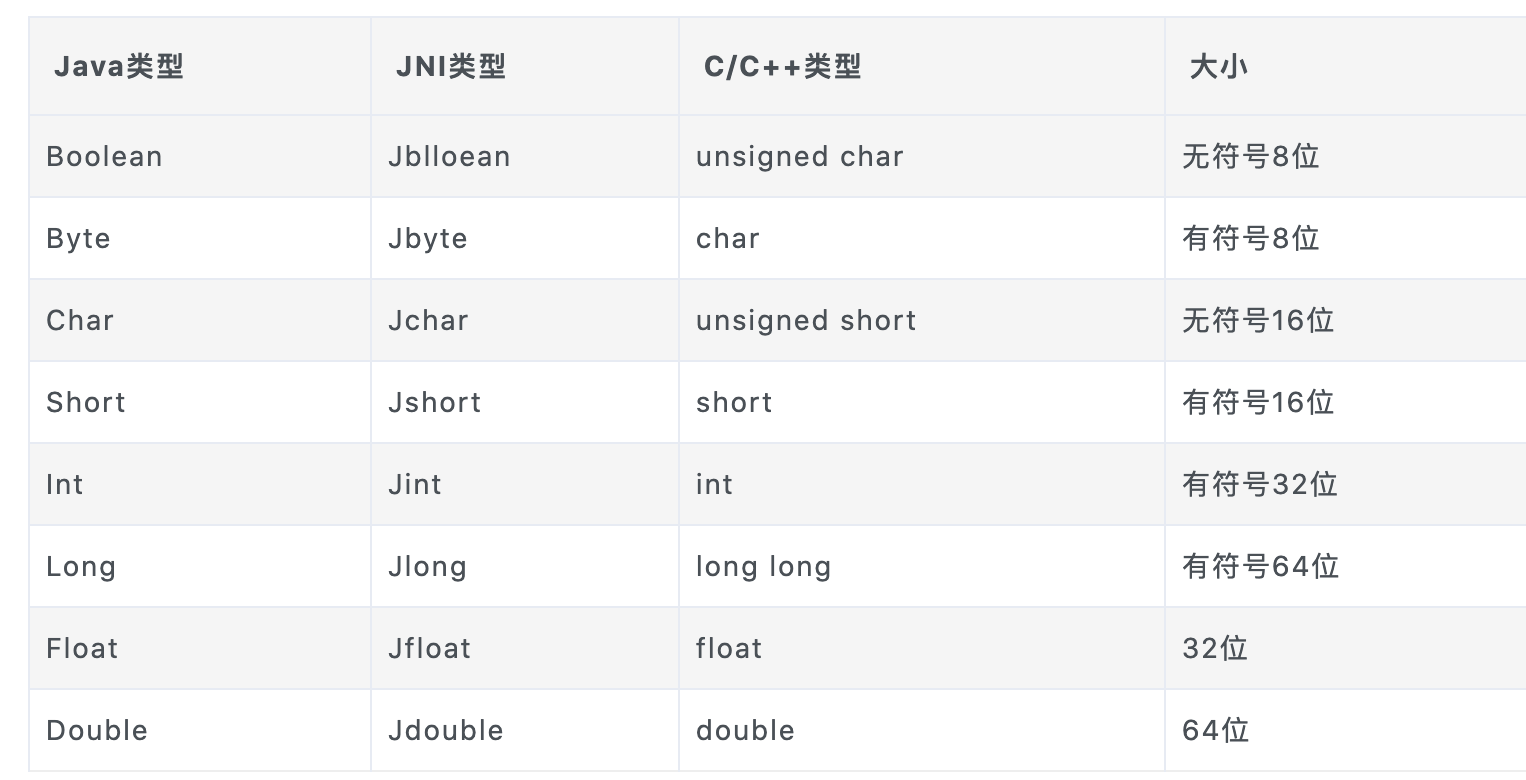 Java类型 JNI类型 C/C++类型 大小
Boolean Jblloean unsigned char 无符号8位
Byte Jbyte char 有符号8位
Char Jchar unsigned short 无符号16位
Short Jshort short 有符号16位
Int Jint int 有符号32位
Long Jlong long long 有符号64位
Float Jfloat float 32位
Double Jdouble double 64位